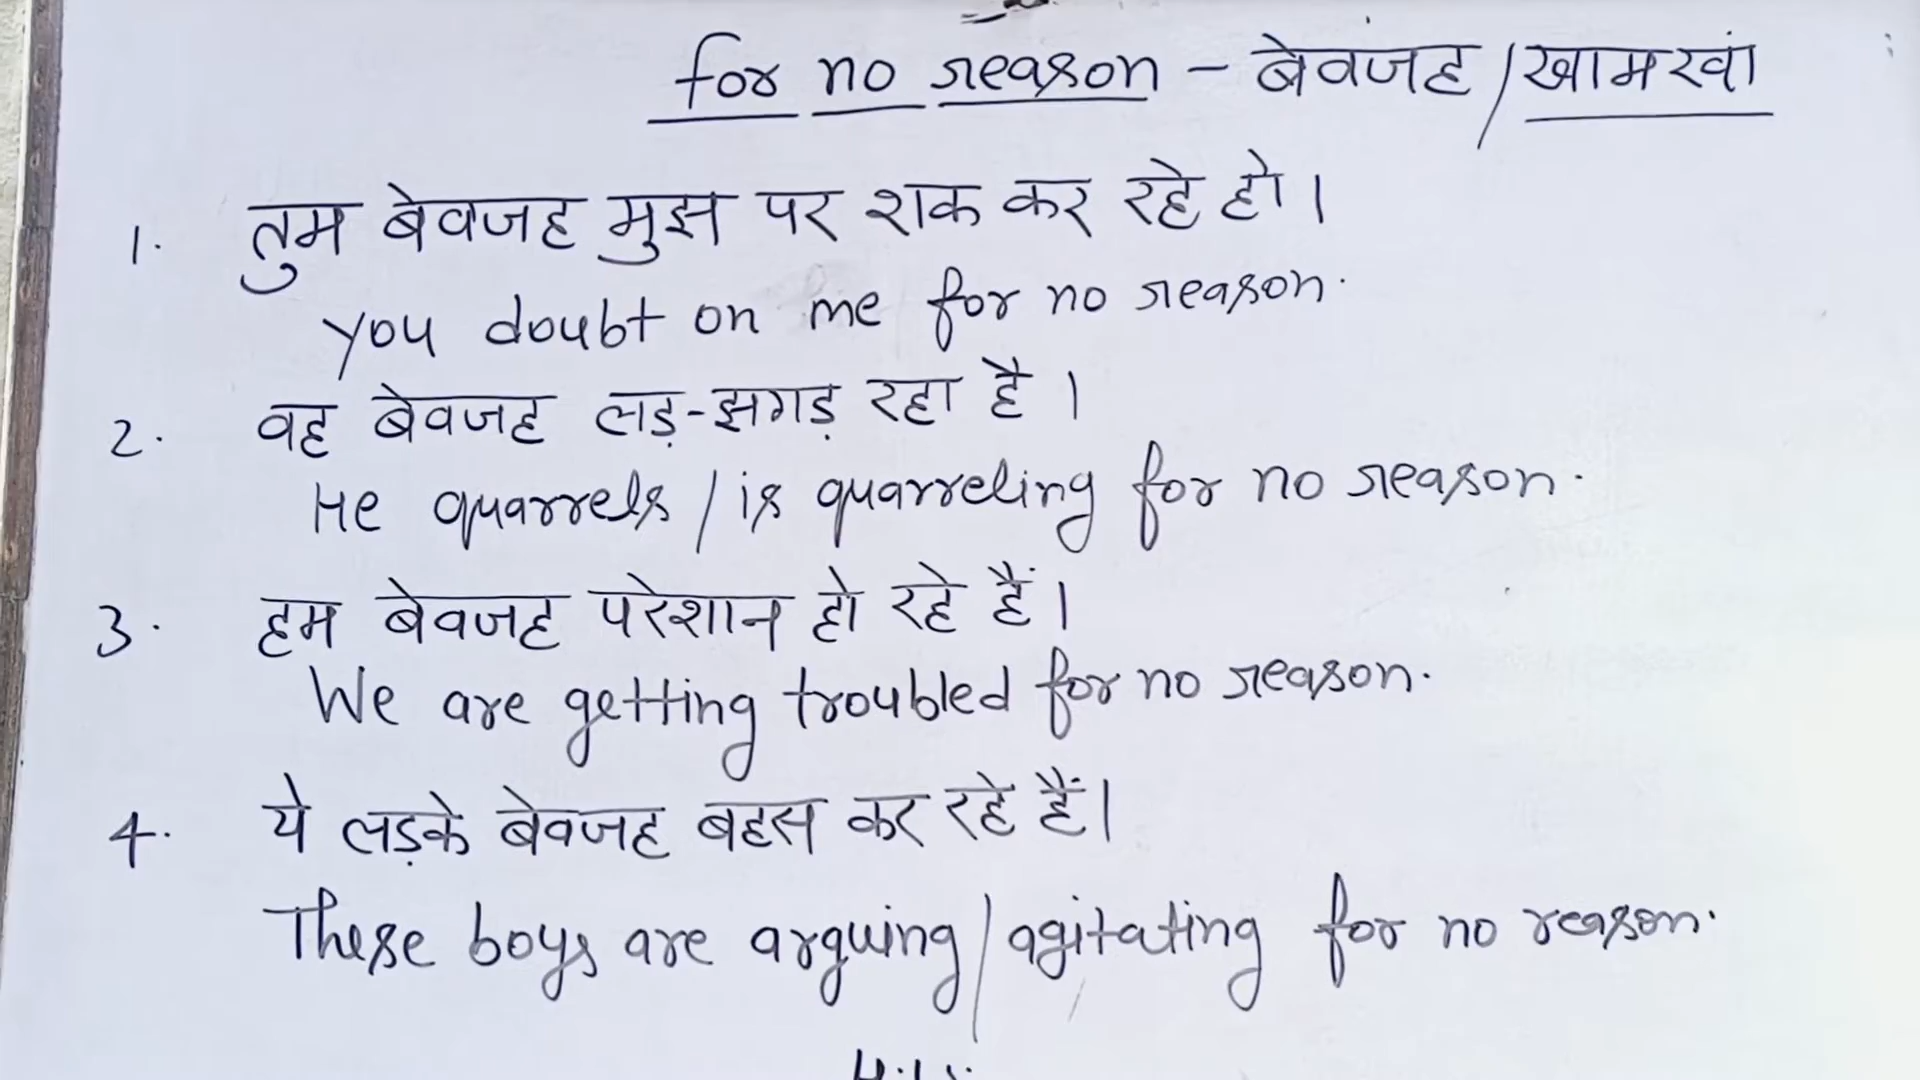 for no reason - बेवजह / खामखां
1. तुम बेवजह मुझ पर शक कर रहे हो।
You doubt on me for no reason.
2. वह बेवजह लड़-झगड़ रहा है।
He quarrels / is quarreling for no reason.
3. हम बेवजह परेशान हो रहे हैं।
We are getting troubled for no reason.
4. ये लड़के बेवजह बहस कर रहे हैं।
These boys are arguing / agitating for no reason.